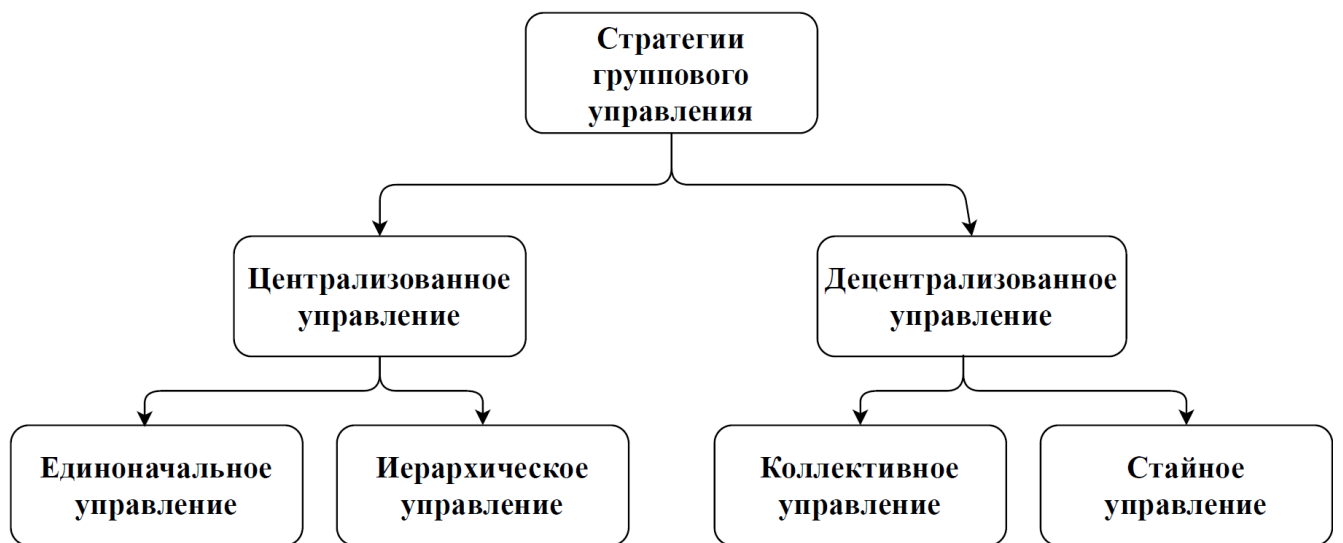 Стратегии
группового
управления
Централизованное
управление
Децентрализованное
управление
Единоначальное
управление
Иерархическое
управление
Коллективное
управление
Стайное
управление